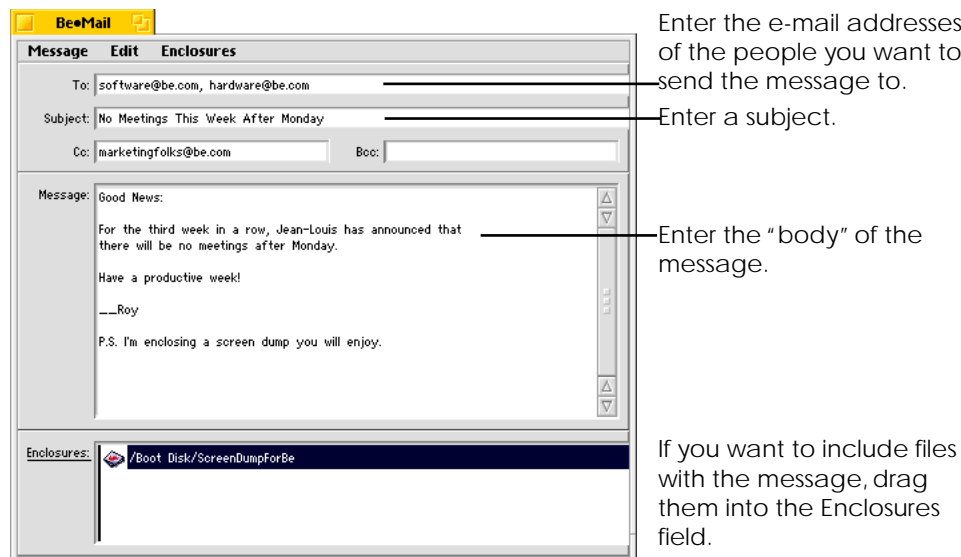 Be•Mail
Message Edit Enclosures
To: software@be.com, hardware@be.com
Subject: No Meetings This Week After Monday
Cc: marketingfolks@be.com Bcc:
Message: Good News:
For the third week in a row, Jean-Louis has announced that
there will be no meetings after Monday.
Have a productive week!
__Roy
P.S. I'm enclosing a screen dump you will enjoy.
Enclosures: /Boot Disk/ScreenDumpForBe
Enter the e-mail addresses
of the people you want to
send the message to.
Enter a subject.
Enter the “body” of the
message.
If you want to include files
with the message, drag
them into the Enclosures
field.